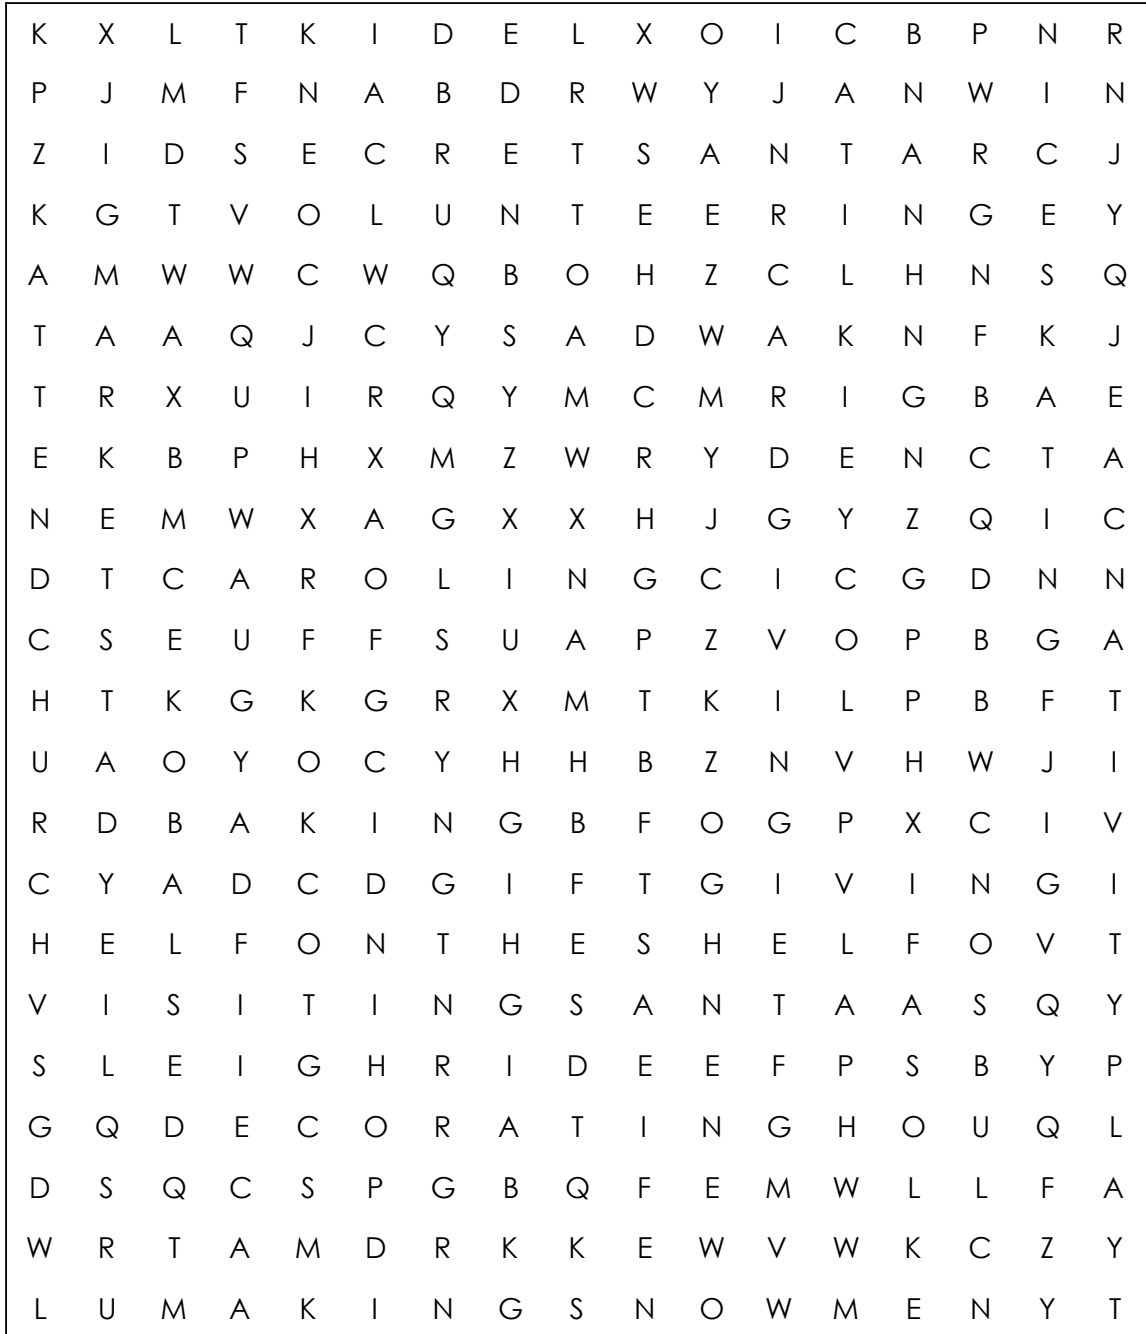 K X L T K I D E L X O I C B P N R
P J M F N A B D R W Y J A N W I N
Z I D S E C R E T S A N T A R C J
K G T V O L U N T E E R I N G E Y
A M W W C W Q B O H Z C L H N S Q
T A A Q J C Y S A D W A K N F K J
T R X U I R Q Y M C M R I G B A E
E K B P H X M Z W R Y D E N C T A
N E M W X A G X X H J G Y Z Q I C
D T C A R O L I N G C I C G D N N
C S E U F F S U A P Z V O P B G A
H T K G K G R X M T K I L P B F T
U A O Y O C Y H H B Z N V H W J I
R D B A K I N G B F O G P X C I V
C Y A D C D G I F T G I V I N G I
H E L F O N T H E S H E L F O V T
V I S I T I N G S A N T A A S Q Y
S L E I G H R I D E E F P S B Y P
G Q D E C O R A T I N G H O U Q L
D S Q C S P G B Q F E M W L L F A
W R T A M D R K K E W V W K C Z Y
L U M A K I N G S N O W M E N Y T